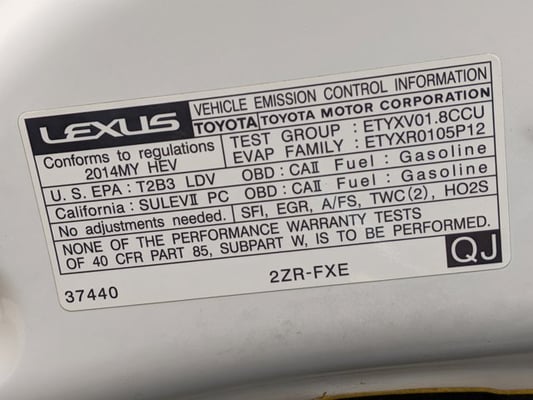 LEXUS
VEHICLE EMISSION CONTROL INFORMATION
TOYOTA TOYOTA MOTOR CORPORATION
Conforms to regulations
2014MY HEV
TEST GROUP : ETYXV01.8CCU
EVAP FAMILY : ETYXR0105P12
U. S. EPA : T2B3 LDV OBD : CAII Fuel : Gasoline
California : SULEVII PC OBD : CAII Fuel : Gasoline
No adjustments needed. SFI, EGR, A/FS, TWC(2), HO2S
NONE OF THE PERFORMANCE WARRANTY TESTS
OF 40 CFR PART 85, SUBPART W, IS TO BE PERFORMED.
QJ
37440 2ZR-FXE